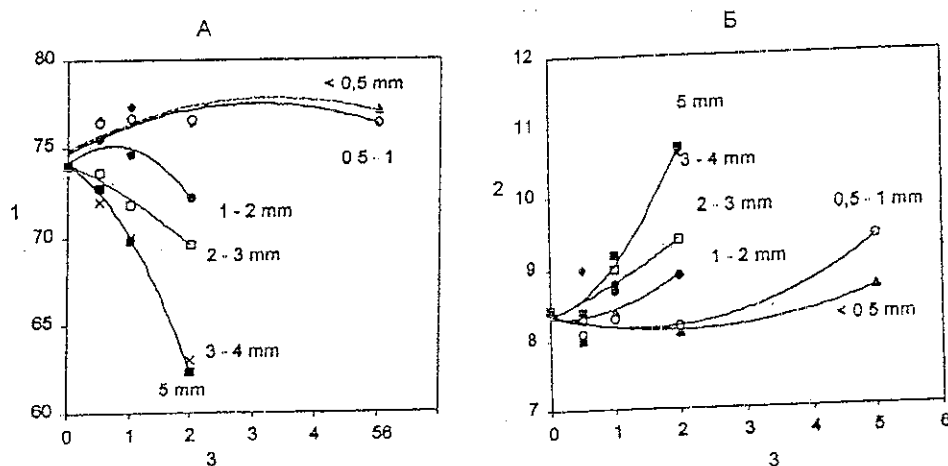 А
80
75
70
65
60
1
< 0,5 mm
0 5 - 1
1 - 2 mm
2 - 3 mm
3 - 4 mm
5 mm
0 1 2 3 4 56
3
Б
12
11
10
9
8
7
2
5 mm
3 - 4 mm
2 - 3 mm
0,5 - 1 mm
1 - 2 mm
< 0 5 mm
0 1 2 3 4 5 6
3